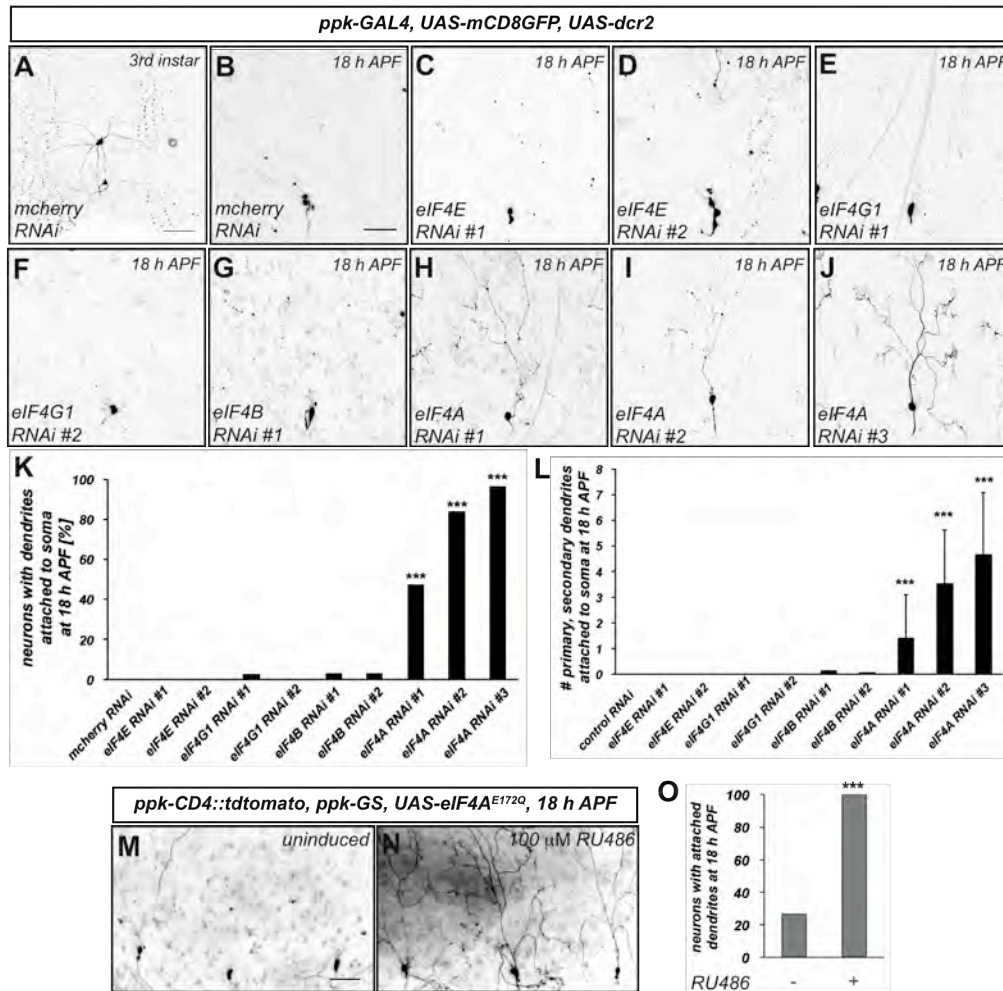 ppk-GAL4, UAS-mCD8GFP, UAS-dcr2
A
3rd instar
mcherry
RNAi
B
18 h APF
mcherry
RNAi
C
18 h APF
eIF4E
RNAi #1
D
18 h APF
eIF4E
RNAi #2
E
18 h APF
eIF4G1
RNAi #1
F
18 h APF
eIF4G1
RNAi #2
G
18 h APF
eIF4B
RNAi #1
H
18 h APF
eIF4A
RNAi #1
I
18 h APF
eIF4A
RNAi #2
J
18 h APF
eIF4A
RNAi #3
K
neurons with dendrites
attached to soma
at 18 h APF [%]
100
80
60
40
20
0
***
***
***
mcherry RNAi
eIF4E RNAi #1
eIF4E RNAi #2
eIF4G1 RNAi #1
eIF4G1 RNAi #2
eIF4B RNAi #1
eIF4B RNAi #2
eIF4A RNAi #1
eIF4A RNAi #2
eIF4A RNAi #3
L
# primary, secondary dendrites
attached to soma at 18 h APF
8
7
6
5
4
3
2
1
0
***
***
***
control RNAi
eIF4E RNAi #1
eIF4E RNAi #2
eIF4G1 RNAi #1
eIF4G1 RNAi #2
eIF4B RNAi #1
eIF4B RNAi #2
eIF4A RNAi #1
eIF4A RNAi #2
eIF4A RNAi #3
ppk-CD4::tdtomato, ppk-GS, UAS-eIF4A^E172Q, 18 h APF
M
uninduced
N
100 uM RU486
O
neurons with attached
dendrites at 18 h APF
100
80
60
40
20
0
***
RU486 - +